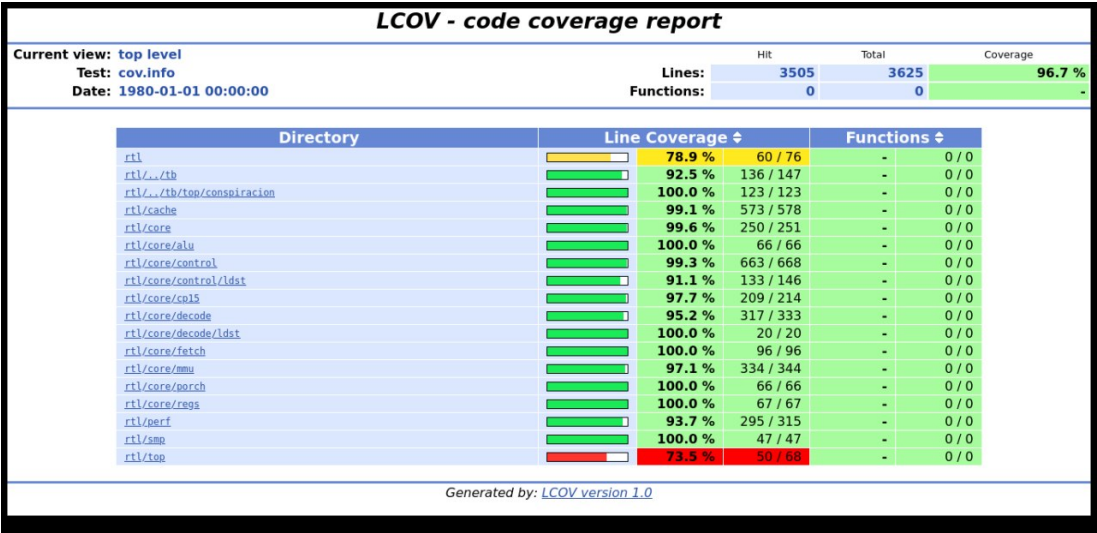 LCOV - code coverage report
Current view: top level
Hit Total Coverage
Test: cov.info
Lines: 3505 3625 96.7 %
Date: 1980-01-01 00:00:00
Functions: 0 0 -
Directory Line Coverage Functions
rtl 78.9 % 60 / 76 - 0 / 0
rtl/../tb 92.5 % 136 / 147 - 0 / 0
rtl/../tb/top/conspiracion 100.0 % 123 / 123 - 0 / 0
rtl/cache 99.1 % 573 / 578 - 0 / 0
rtl/core 99.6 % 250 / 251 - 0 / 0
rtl/core/alu 100.0 % 66 / 66 - 0 / 0
rtl/core/control 99.3 % 663 / 668 - 0 / 0
rtl/core/control/ldst 91.1 % 133 / 146 - 0 / 0
rtl/core/cp15 97.7 % 209 / 214 - 0 / 0
rtl/core/decode 95.2 % 317 / 333 - 0 / 0
rtl/core/decode/ldst 100.0 % 20 / 20 - 0 / 0
rtl/core/fetch 100.0 % 96 / 96 - 0 / 0
rtl/core/mmu 97.1 % 334 / 344 - 0 / 0
rtl/core/porch 100.0 % 66 / 66 - 0 / 0
rtl/core/regs 100.0 % 67 / 67 - 0 / 0
rtl/perf 93.7 % 295 / 315 - 0 / 0
rtl/smp 100.0 % 47 / 47 - 0 / 0
rtl/top 73.5 % 50 / 68 - 0 / 0
Generated by: LCOV version 1.0